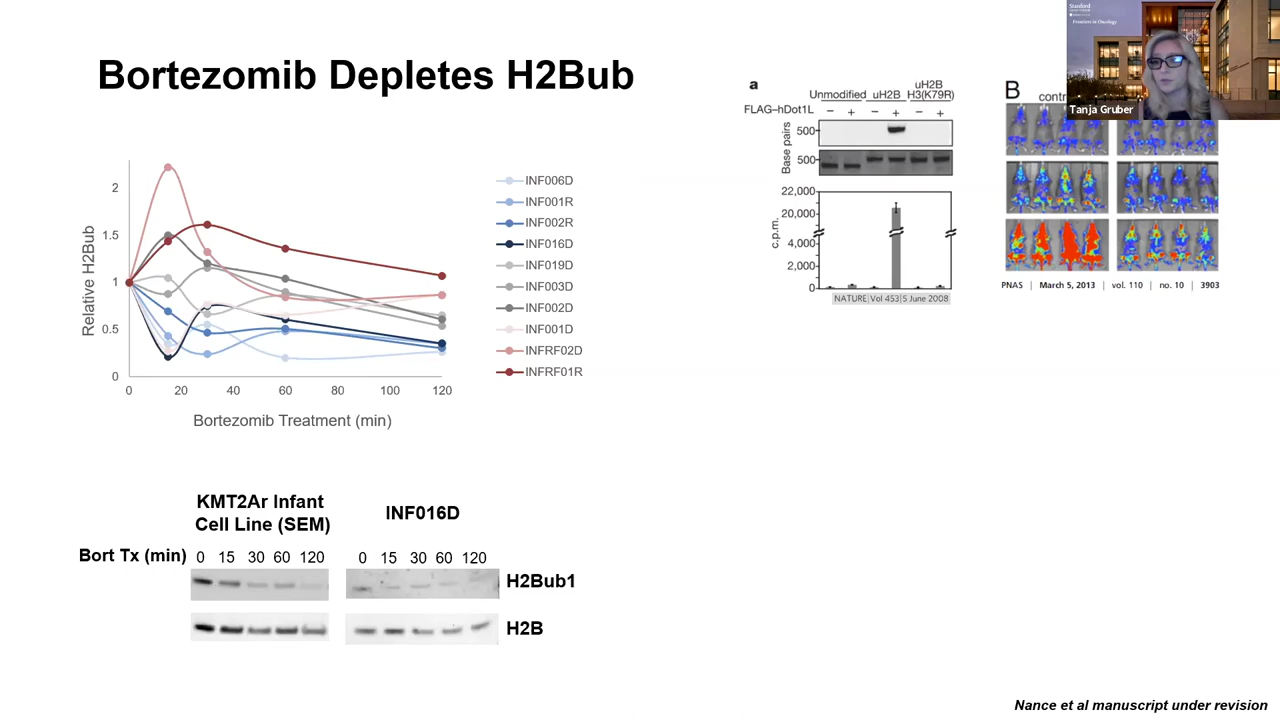 Bortezomib Depletes H2Bub
Relative H2Bub
2
1.5
1
0.5
0
0 20 40 60 80 100 120
Bortezomib Treatment (min)
INF006D
INF001R
INF002R
INF016D
INF019D
INF003D
INF002D
INF001D
INFRF02D
INFRF01R
KMT2Ar Infant
Cell Line (SEM)
INF016D
Bort Tx (min) 0 15 30 60 120 0 15 30 60 120
H2Bub1
H2B
a
Unmodified uH2B uH2B
H3(K79R)
FLAG–hDot1L – + – + – +
Base pairs
500
500
22,000
20,000
4,000
2,000
0
c.p.m.
NATURE|Vol 453|5 June 2008
B
PNAS | March 5, 2013 | vol. 110 | no. 10 | 3903
Stanford
Frontiers in Oncology
Tanja Gruber
Nance et al manuscript under revision